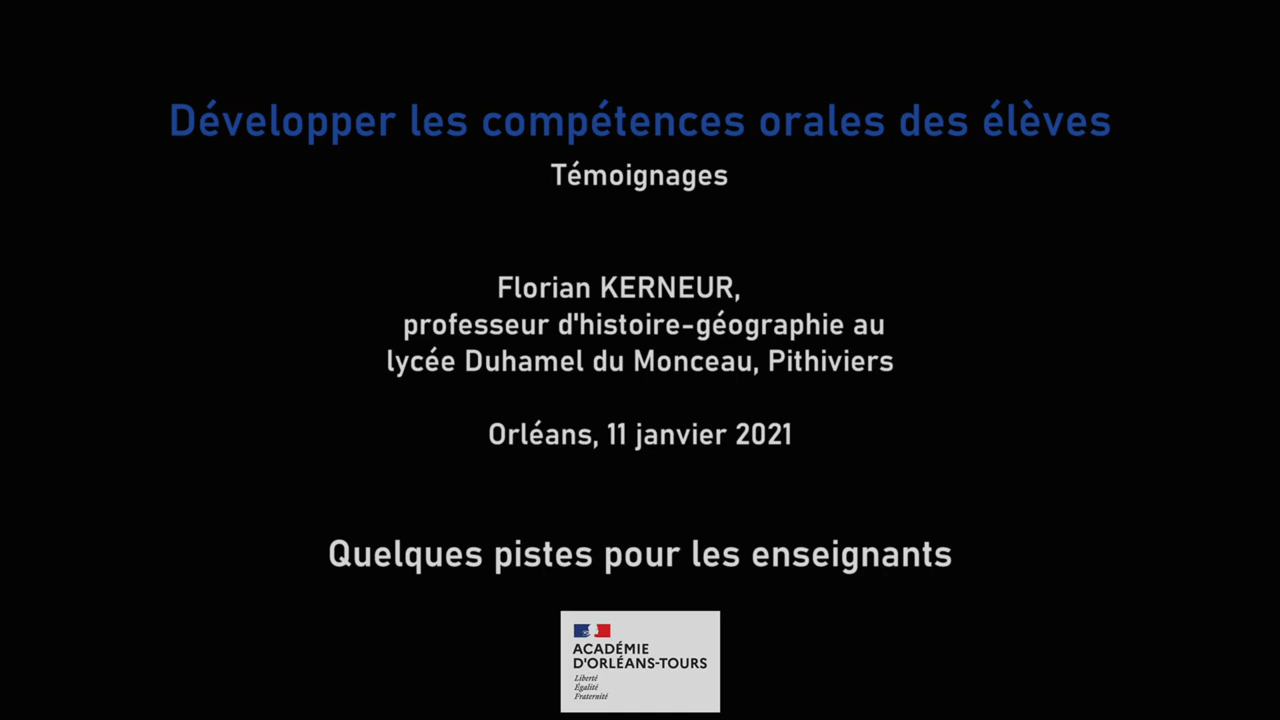 Développer les compétences orales des élèves
Témoignages
Florian KERNEUR,
professeur d'histoire-géographie au
lycée Duhamel du Monceau, Pithiviers
Orléans, 11 janvier 2021
Quelques pistes pour les enseignants
ACADÉMIE
D'ORLÉANS-TOURS
Liberté
Égalité
Fraternité